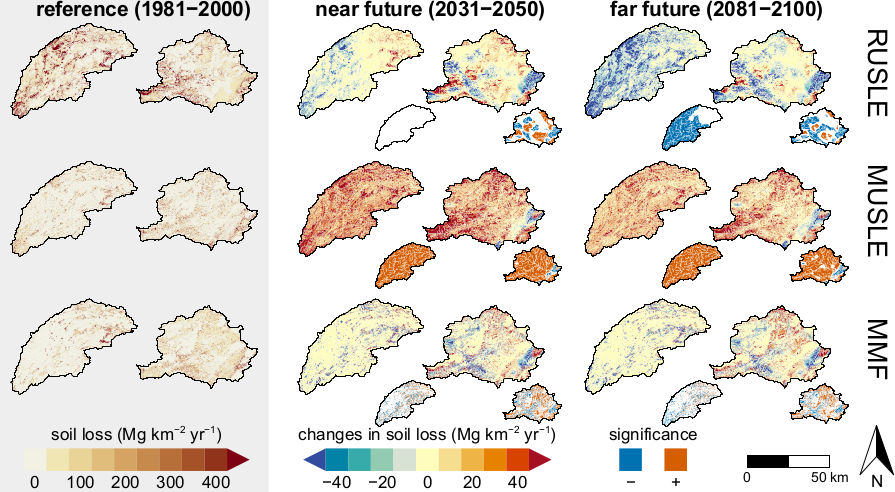 reference (1981−2000)
near future (2031−2050)
far future (2081−2100)
RUSLE
MUSLE
MMF
soil loss (Mg km⁻² yr⁻¹)
0 100 200 300 400
changes in soil loss (Mg km⁻² yr⁻¹)
−40 −20 0 20 40
significance
− +
0 50 km
N